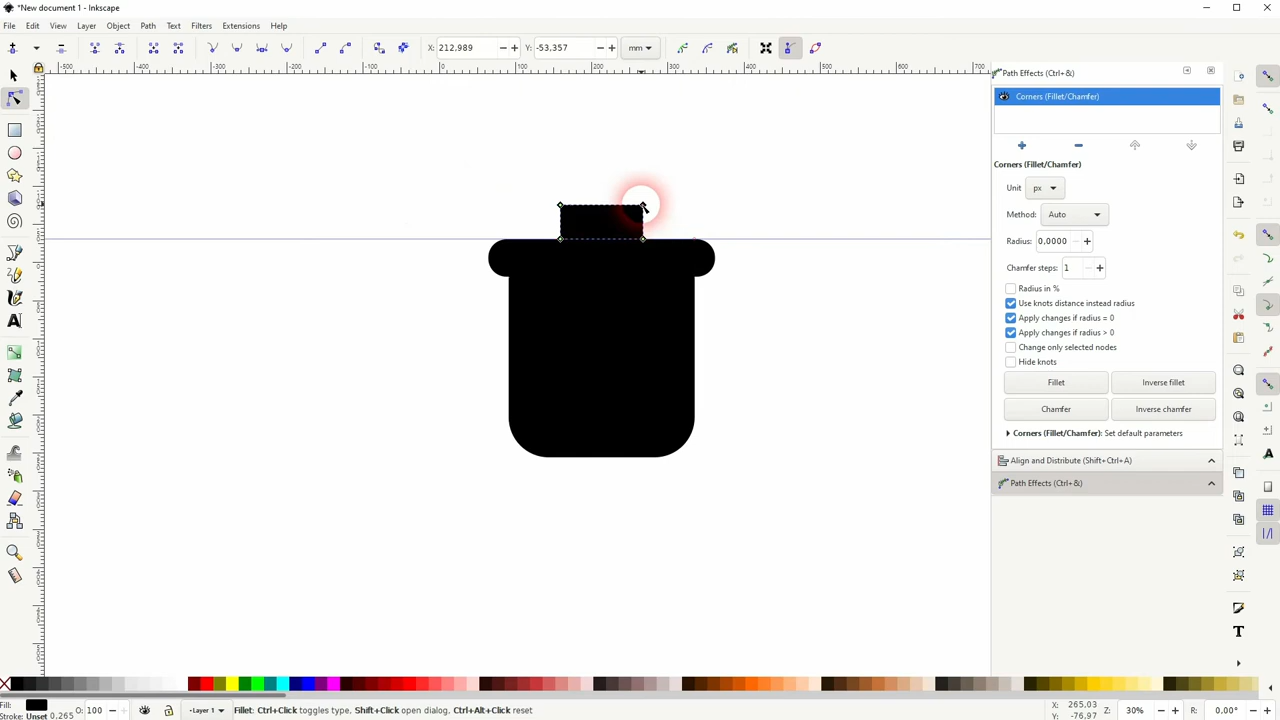 *New document 1 - Inkscape
File Edit View Layer Object Path Text Filters Extensions Help
X: 212,989 Y: -53,357 mm
Path Effects (Ctrl+&)
Corners (Fillet/Chamfer)
Corners (Fillet/Chamfer)
Unit px
Method: Auto
Radius: 0,0000
Chamfer steps: 1
Radius in %
Use knots distance instead radius
Apply changes if radius = 0
Apply changes if radius > 0
Change only selected nodes
Hide knots
Fillet Inverse fillet
Chamfer Inverse chamfer
Corners (Fillet/Chamfer): Set default parameters
Align and Distribute (Shift+Ctrl+A)
Path Effects (Ctrl+&)
Fill: O: 100 Layer 1 Fillet: Ctrl+Click toggles type, Shift+Click open dialog, Ctrl+Alt+Click reset X: 265,03 Z: 30% R: 0,00°
Stroke: Unset 0,265 Y: -76,97